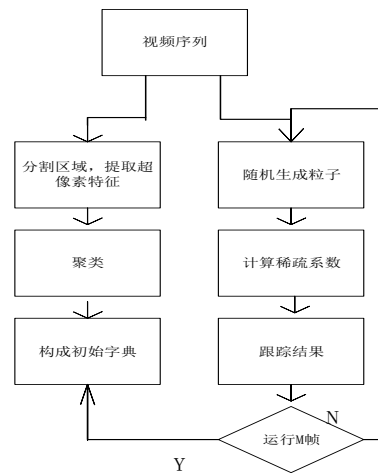 视频序列
分割区域，提取超
像素特征
聚类
构成初始字典
随机生成粒子
计算稀疏系数
跟踪结果
运行M帧
N
Y